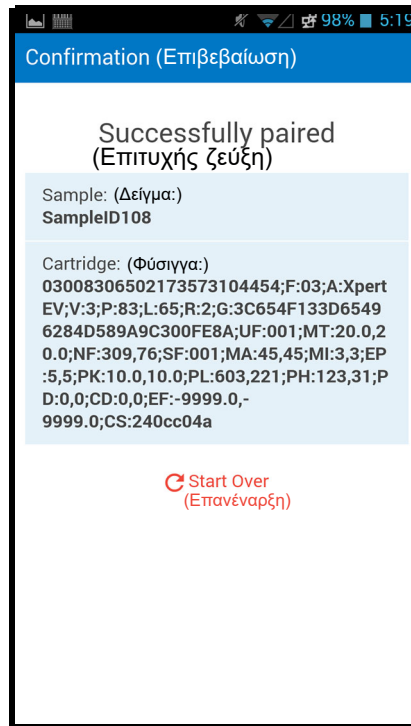 98% 5:19
Confirmation (Επιβεβαίωση)
Successfully paired
(Επιτυχής ζεύξη)
Sample: (Δείγμα:)
SampleID108
Cartridge: (Φύσιγγα:)
03008306502173573104454;F:03;A:Xpert
EV;V:3;P:83;L:65;R:2;G:3C654F133D6549
6284D589A9C300FE8A;UF:001;MT:20.0,2
0.0;NF:309,76;SF:001;MA:45,45;MI:3,3;EP
:5,5;PK:10.0,10.0;PL:603,221;PH:123,31;P
D:0,0;CD:0,0;EF:-9999.0,-
9999.0;CS:240cc04a
Start Over
(Επανέναρξη)